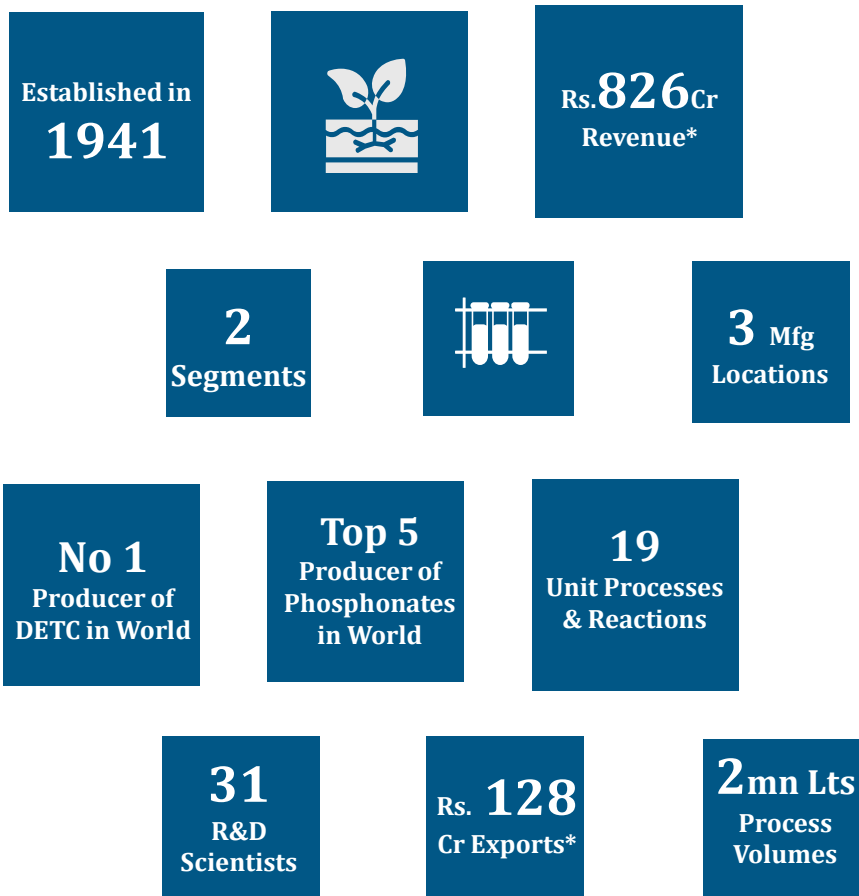 Established in
1941
Rs.826Cr
Revenue*
2
Segments
3 Mfg
Locations
No 1
Producer of
DETC in World
Top 5
Producer of
Phosphonates
in World
19
Unit Processes
& Reactions
31
R&D
Scientists
Rs. 128
Cr Exports*
2mn Lts
Process
Volumes